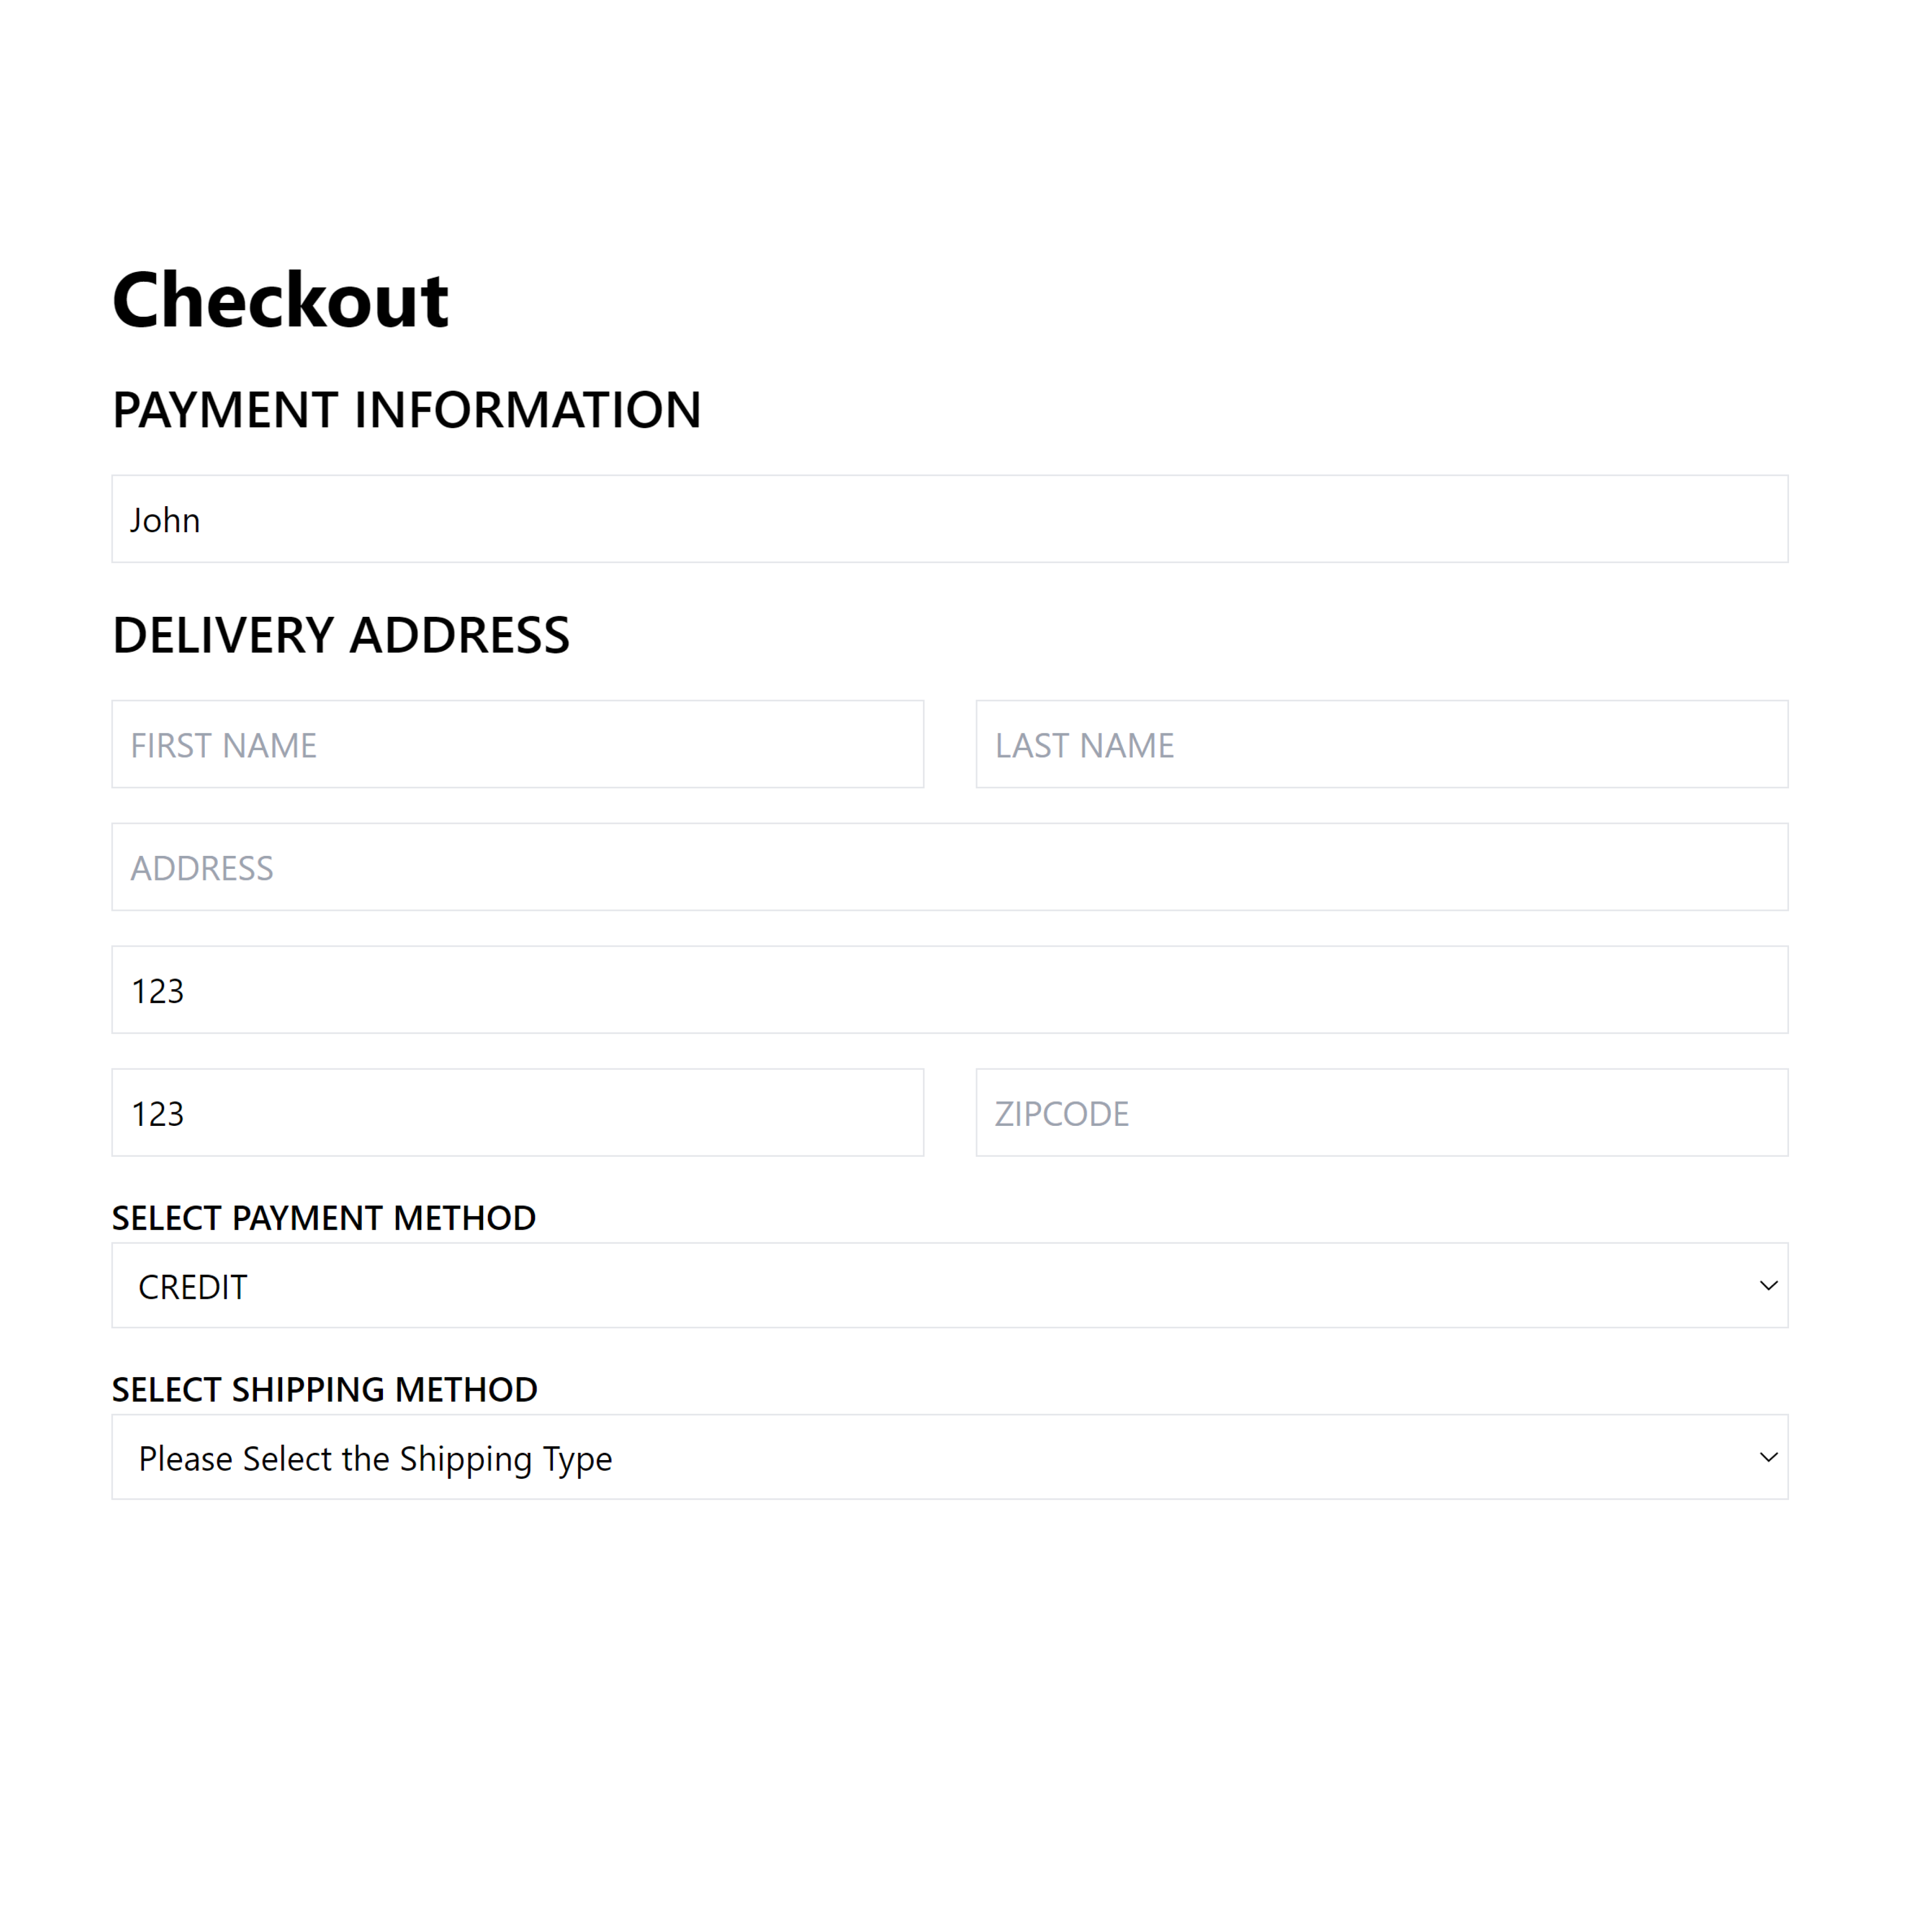 Checkout
PAYMENT INFORMATION
John
DELIVERY ADDRESS
FIRST NAME LAST NAME
ADDRESS
123
123 ZIPCODE
SELECT PAYMENT METHOD
CREDIT
SELECT SHIPPING METHOD
Please Select the Shipping Type